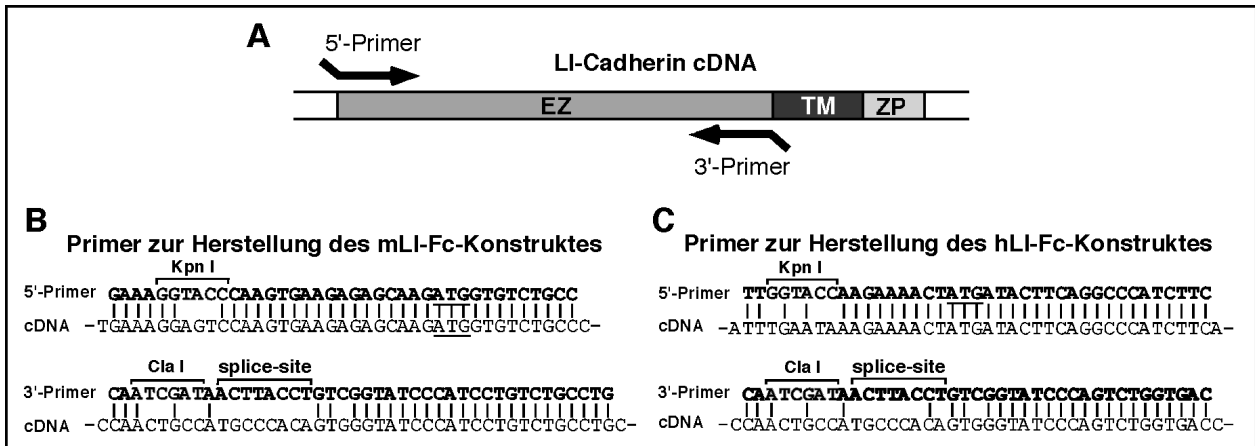 A
5'-Primer
LI-Cadherin cDNA
EZ TM ZP
3'-Primer
B
Primer zur Herstellung des mLI-Fc-Konstruktes
Kpn I
5'-Primer GAAAGGTACCCAAGTGAAGAGAGCAAGATGGTGTCTGCC
cDNA –TGAAAGGAGTCCAAGTGAAGAGAGCAAGATGGTGTCTGCCC–
Cla I splice-site
3'-Primer CAATCGATAACTTACCTGTCGGTATCCCATCCTGTCTGCCTG
cDNA –CCAACTGCCATGCCCACAGTGGGTATCCCATCCTGTCTGCCTGC–
C
Primer zur Herstellung des hLI-Fc-Konstruktes
Kpn I
5'-Primer TTGGTACCAAGAAAACTATGATACTTCAGGCCCATCTTC
cDNA –ATTTGAATAAAGAAAACTATGATACTTCAGGCCCATCTTCA–
Cla I splice-site
3'-Primer CAATCGATAACTTACCTGTCGGTATCCCAGTCTGGTGAC
cDNA –CCAACTGCCATGCCCACAGTGGGTATCCCAGTCTGGTGACC–